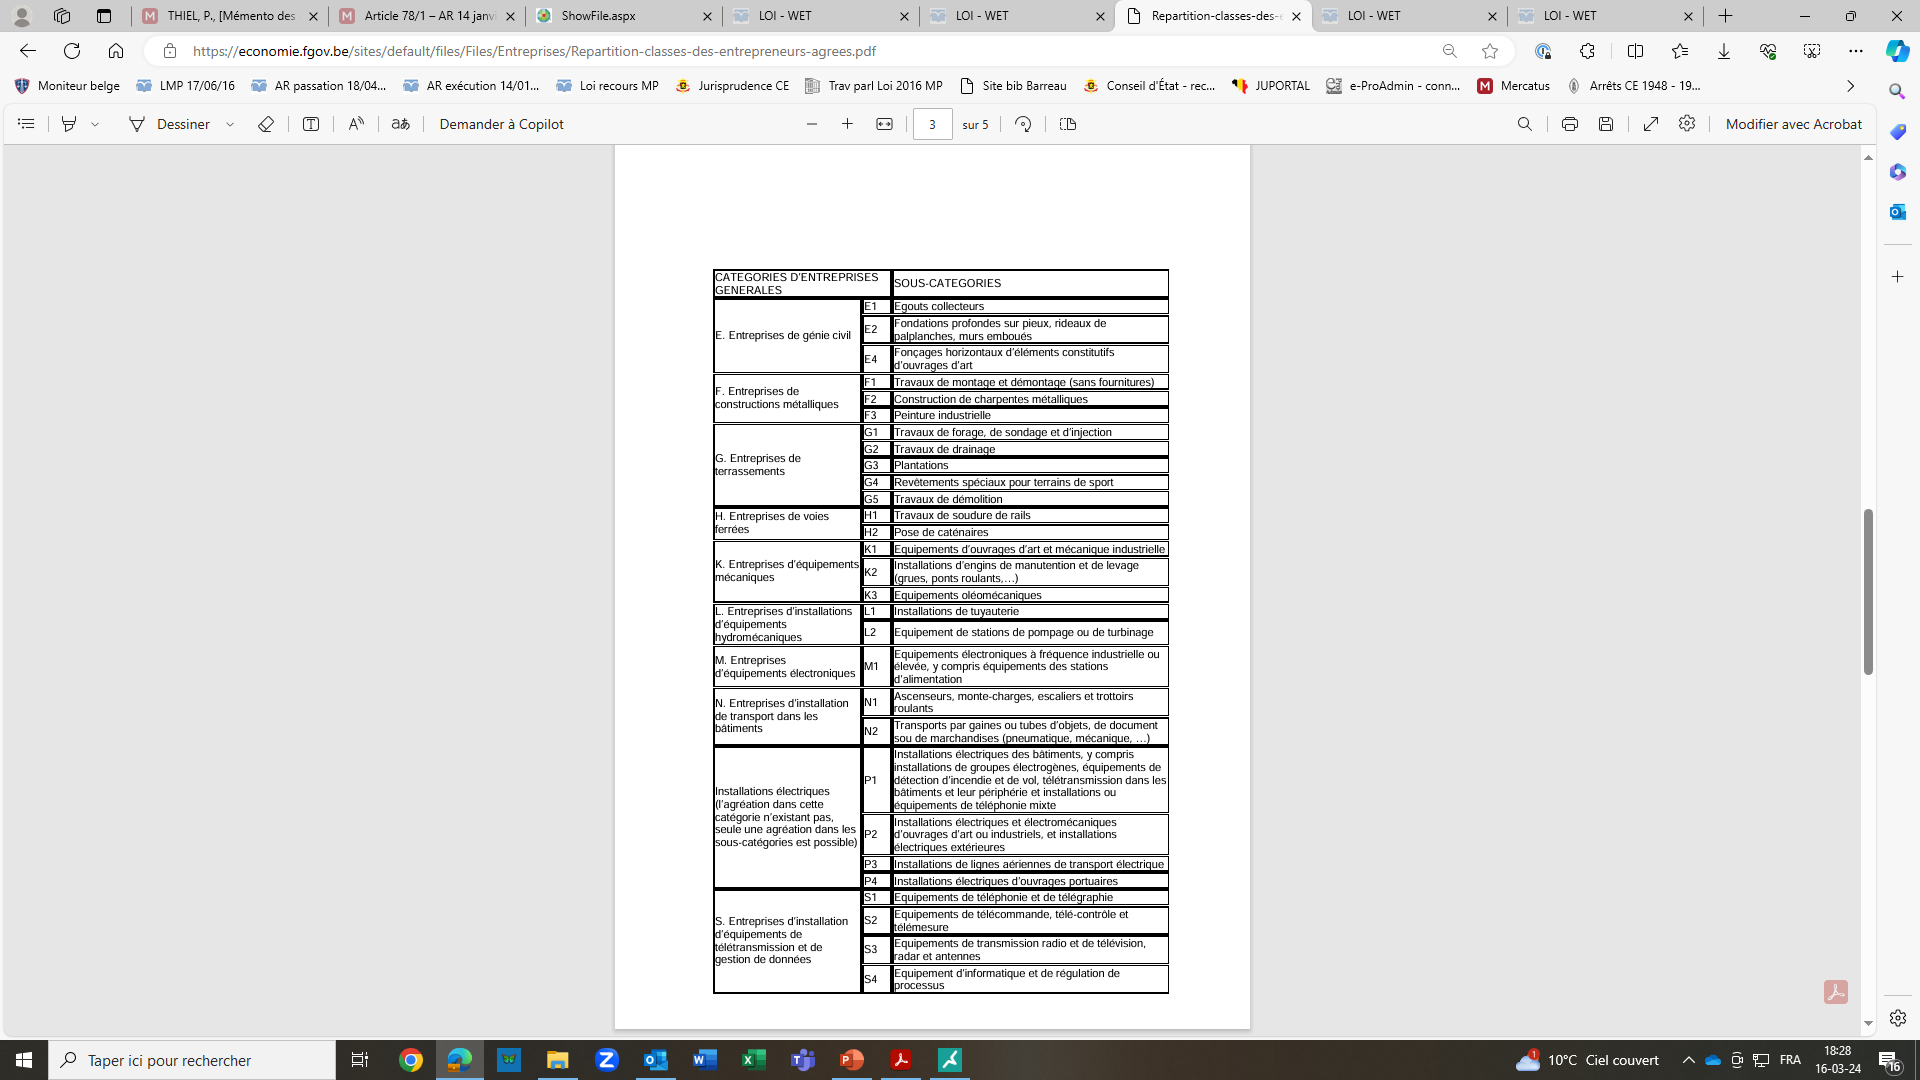 THIEL, P., [Mémento des
Article 78/1 – AR 14 janv
ShowFile.aspx
LOI - WET
LOI - WET
Repartition-classes-des-e
LOI - WET
LOI - WET
https://economie.fgov.be/sites/default/files/Files/Entreprises/Repartition-classes-des-entrepreneurs-agrees.pdf
Moniteur belge
LMP 17/06/16
AR passation 18/04...
AR exécution 14/01...
Loi recours MP
Jurisprudence CE
Trav parl Loi 2016 MP
Site bib Barreau
Conseil d'État - rec...
JUPORTAL
e-ProAdmin - conn...
Mercatus
Arrêts CE 1948 - 19...
Dessiner
Demander à Copilot
3
sur 5
Modifier avec Acrobat
CATEGORIES D'ENTREPRISES
GENERALES
SOUS-CATEGORIES
E. Entreprises de génie civil
E1
Egouts collecteurs
E2
Fondations profondes sur pieux, rideaux de
palplanches, murs emboués
E4
Fonçages horizontaux d'éléments constitutifs
d'ouvrages d'art
F. Entreprises de
constructions métalliques
F1
Travaux de montage et démontage (sans fournitures)
F2
Construction de charpentes métalliques
F3
Peinture industrielle
G. Entreprises de
terrassements
G1
Travaux de forage, de sondage et d'injection
G2
Travaux de drainage
G3
Plantations
G4
Revêtements spéciaux pour terrains de sport
G5
Travaux de démolition
H. Entreprises de voies
ferrées
H1
Travaux de soudure de rails
H2
Pose de caténaires
K. Entreprises d'équipements
mécaniques
K1
Equipements d'ouvrages d'art et mécanique industrielle
K2
Installations d'engins de manutention et de levage
(grues, ponts roulants,...)
K3
Equipements oléomécaniques
L. Entreprises d'installations
d'équipements
hydromécaniques
L1
Installations de tuyauterie
L2
Equipement de stations de pompage ou de turbinage
M. Entreprises
d'équipements électroniques
M1
Equipements électroniques à fréquence industrielle ou
élevée, y compris équipements des stations
d'alimentation
N. Entreprises d'installation
de transport dans les
bâtiments
N1
Ascenseurs, monte-charges, escaliers et trottoirs
roulants
N2
Transports par gaines ou tubes d'objets, de document
sou de marchandises (pneumatique, mécanique, ...)
Installations électriques
(l'agréation dans cette
catégorie n'existant pas,
seule une agréation dans les
sous-catégories est possible)
P1
Installations électriques des bâtiments, y compris
installations de groupes électrogènes, équipements de
détection d'incendie et de vol, télétransmission dans les
bâtiments et leur périphérie et installations ou
équipements de téléphonie mixte
P2
Installations électriques et électromécaniques
d'ouvrages d'art ou industriels, et installations
électriques extérieures
P3
Installations de lignes aériennes de transport électrique
P4
Installations électriques d'ouvrages portuaires
S. Entreprises d'installation
d'équipements de
télétransmission et de
gestion de données
S1
Equipements de téléphonie et de télégraphie
S2
Equipements de télécommande, télé-contrôle et
télémesure
S3
Equipements de transmission radio et de télévision,
radar et antennes
S4
Equipement d'informatique et de régulation de
processus
Taper ici pour rechercher
1
10°C Ciel couvert
FRA
18:28
16-03-24
16